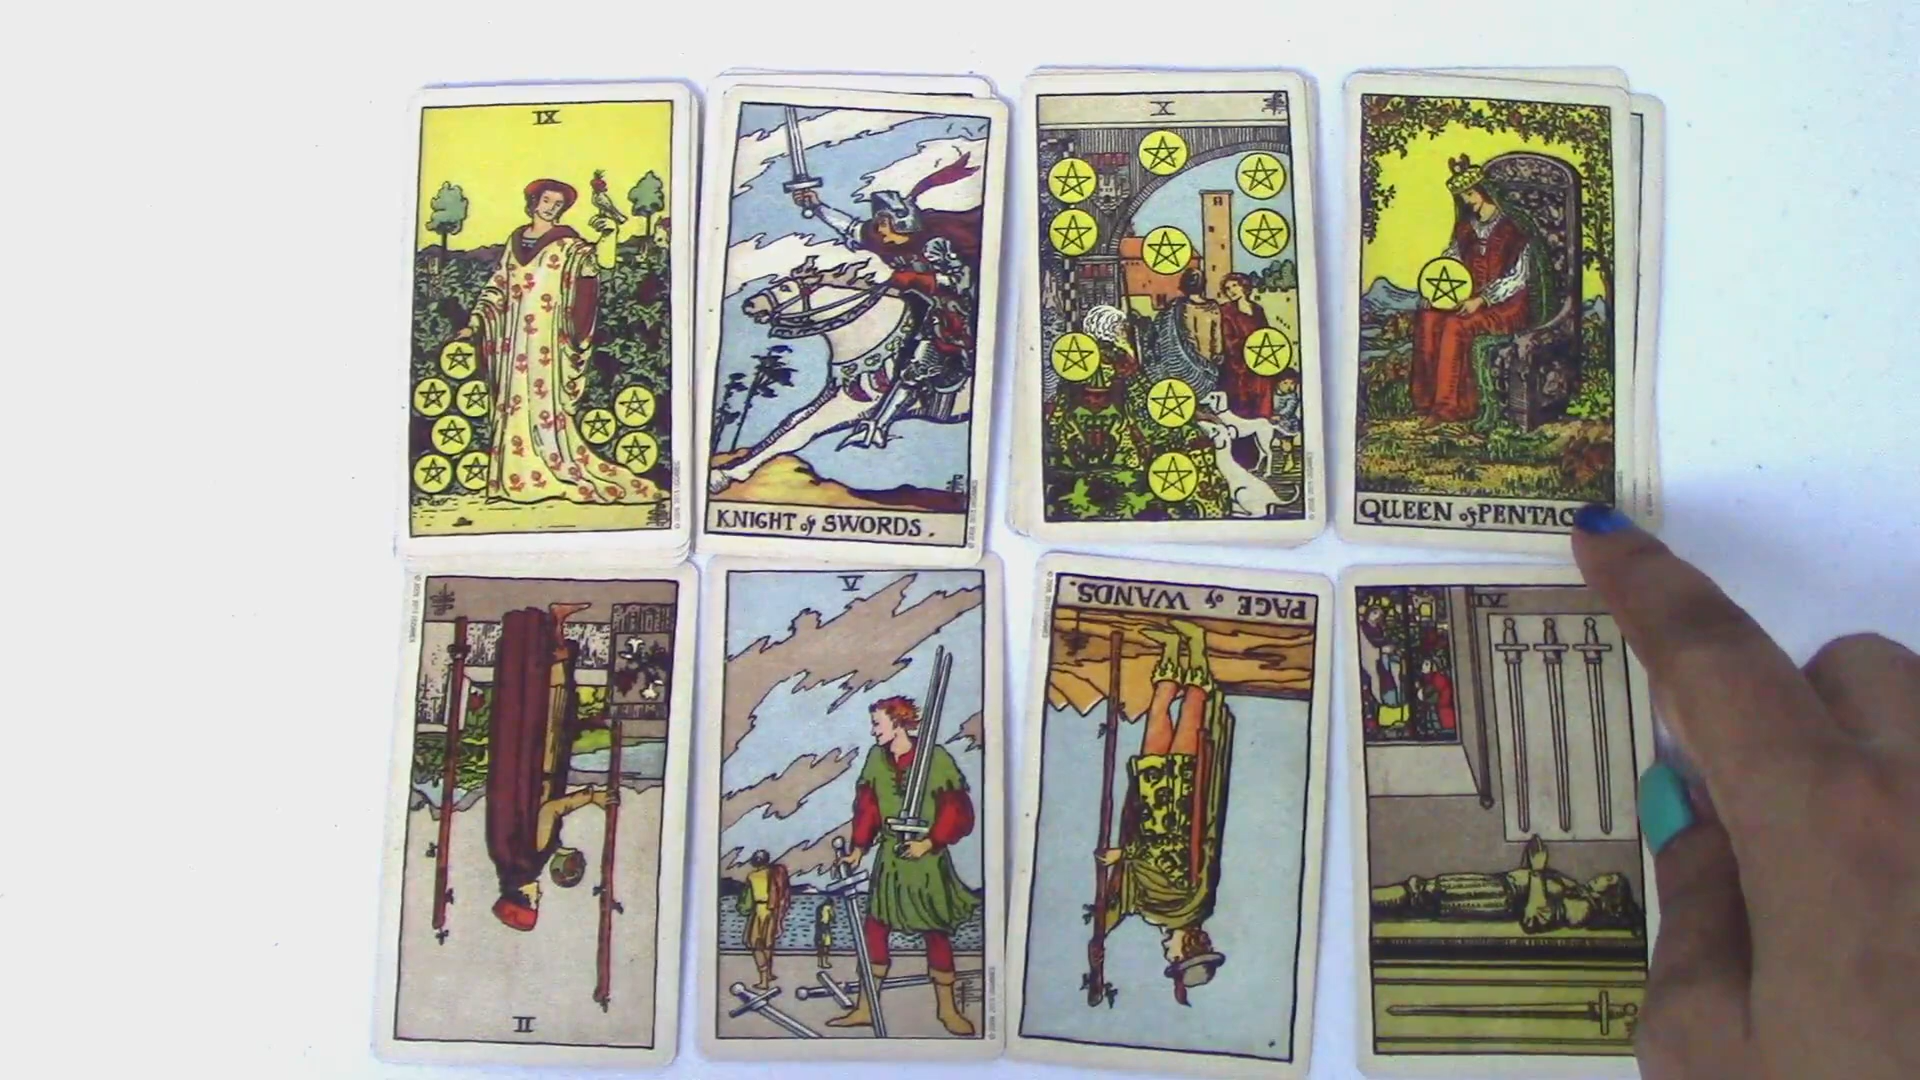 IX
X
KNIGHT of SWORDS.
QUEEN of PENTAC
V
PAGE of WANDS.
IV
II